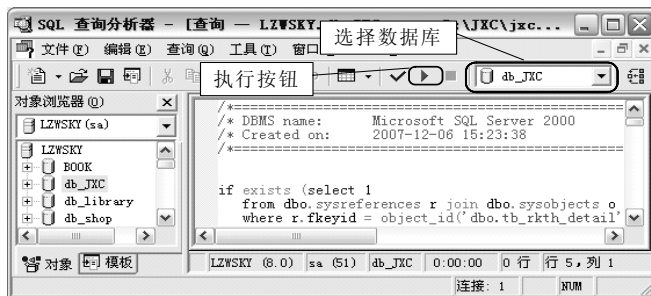 SQL 查询分析器 - [查询 — LZWSKY.
\JXC\jxc...
文件(F) 编辑(E) 查询(Q) 工具(T) 窗口
选择数据库
执行按钮
db_JXC
对象浏览器(O)
LZWSKY(sa)
LZWSKY
BOOK
db_JXC
db_library
db_shop
对象 模板
/*==================================================
/* DBMS name:      Microsoft SQL Server 2000
/* Created on:     2007-12-06 15:23:38
/*==================================================
if exists (select 1
from dbo.sysreferences r join dbo.sysobjects o
where r.fkeyid = object_id('dbo.tb_rkth_detail'
LZWSKY (8.0) sa (51) db_JXC 0:00:00 0 行 行 5, 列 1
连接: 1 NUM